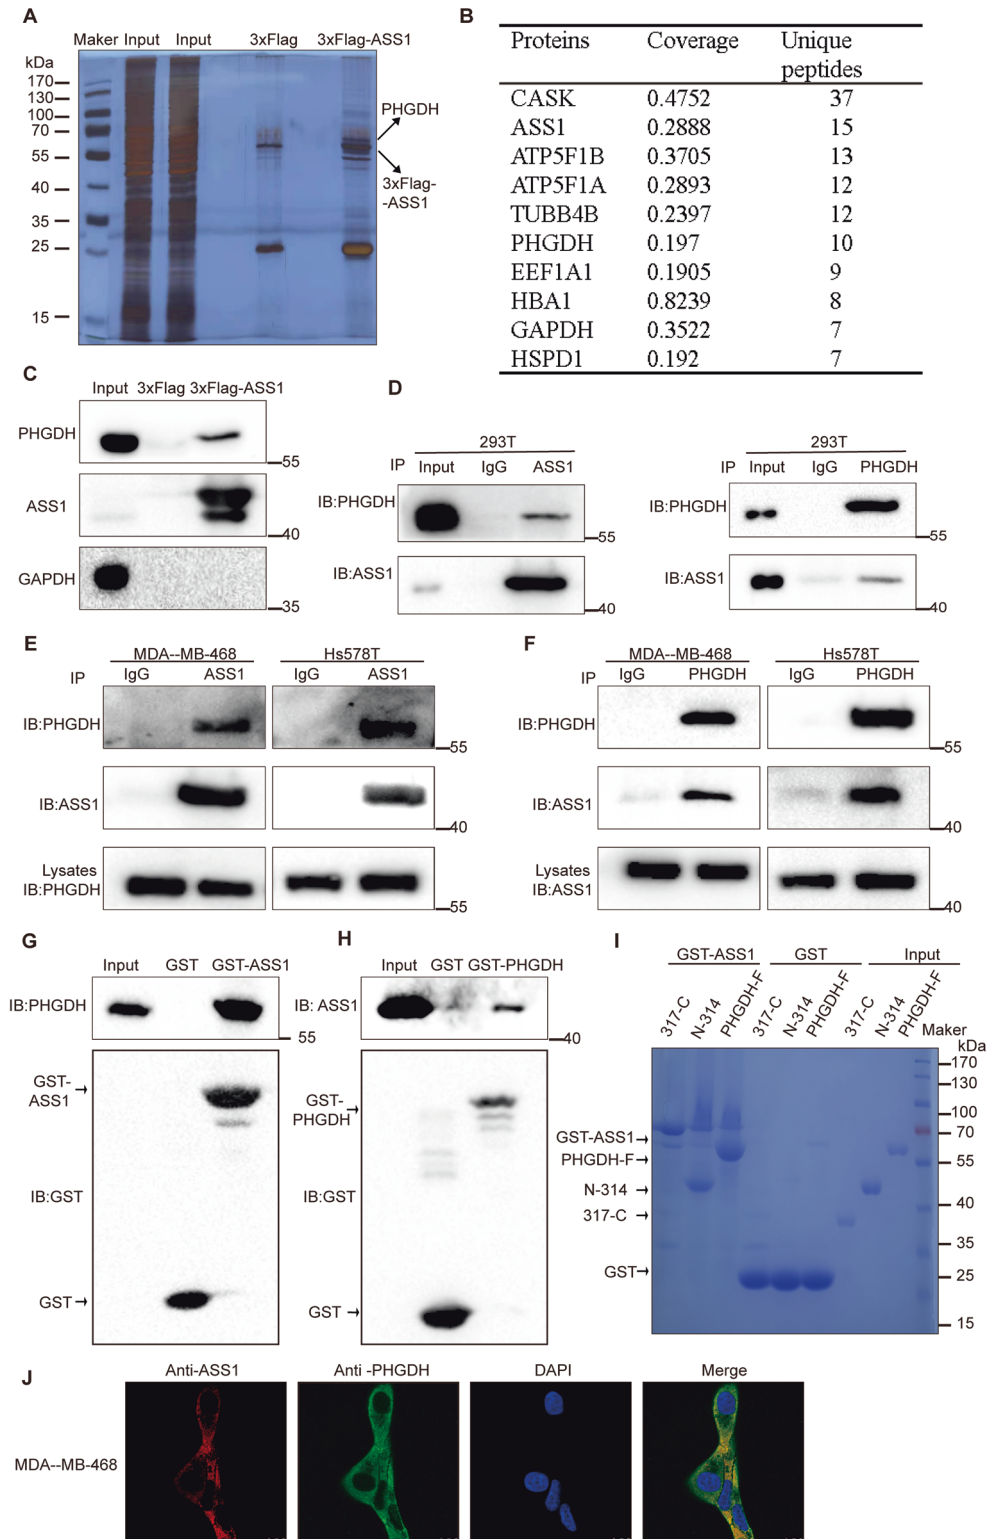 A
Maker Input Input 3xFlag 3xFlag-ASS1
kDa
170
130
100
70
55
40
35
25
15
PHGDH
3xFlag-
-ASS1
B
Proteins Coverage Unique
peptides
CASK 0.4752 37
ASS1 0.2888 15
ATP5F1B 0.3705 13
ATP5F1A 0.2893 12
TUBB4B 0.2397 12
PHGDH 0.197 10
EEF1A1 0.1905 9
HBA1 0.8239 8
GAPDH 0.3522 7
HSPD1 0.192 7
C
Input 3xFlag 3xFlag-ASS1
PHGDH
55
ASS1
40
GAPDH
35
D
293T
IP Input IgG ASS1
IB:PHGDH
55
IB:ASS1
40
293T
IP Input IgG PHGDH
IB:PHGDH
55
IB:ASS1
40
E
MDA--MB-468 Hs578T
IP IgG ASS1 IgG ASS1
IB:PHGDH
55
IB:ASS1
40
Lysates
IB:PHGDH
55
F
MDA--MB-468 Hs578T
IP IgG PHGDH IgG PHGDH
IB:PHGDH
55
IB:ASS1
40
Lysates
IB:ASS1
40
G
Input GST GST-ASS1
IB:PHGDH
55
GST-
ASS1
IB:GST
GST
H
Input GST GST-PHGDH
IB: ASS1
40
GST-
PHGDH
IB:GST
GST
I
GST-ASS1 GST Input
317-C N-314 PHGDH-F 317-C N-314 PHGDH-F 317-C N-314 PHGDH-F
Maker
kDa
170
130
100
70
55
40
35
25
15
GST-ASS1
PHGDH-F
N-314
317-C
GST
J
Anti-ASS1 Anti -PHGDH DAPI Merge
MDA--MB-468